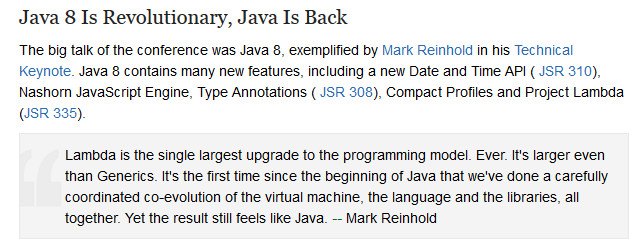 Java 8 Is Revolutionary, Java Is Back
The big talk of the conference was Java 8, exemplified by Mark Reinhold in his Technical
Keynote. Java 8 contains many new features, including a new Date and Time API ( JSR 310),
Nashorn JavaScript Engine, Type Annotations ( JSR 308), Compact Profiles and Project Lambda
(JSR 335).
Lambda is the single largest upgrade to the programming model. Ever. It's larger even
than Generics. It's the first time since the beginning of Java that we've done a carefully
coordinated co-evolution of the virtual machine, the language and the libraries, all
together. Yet the result still feels like Java. -- Mark Reinhold